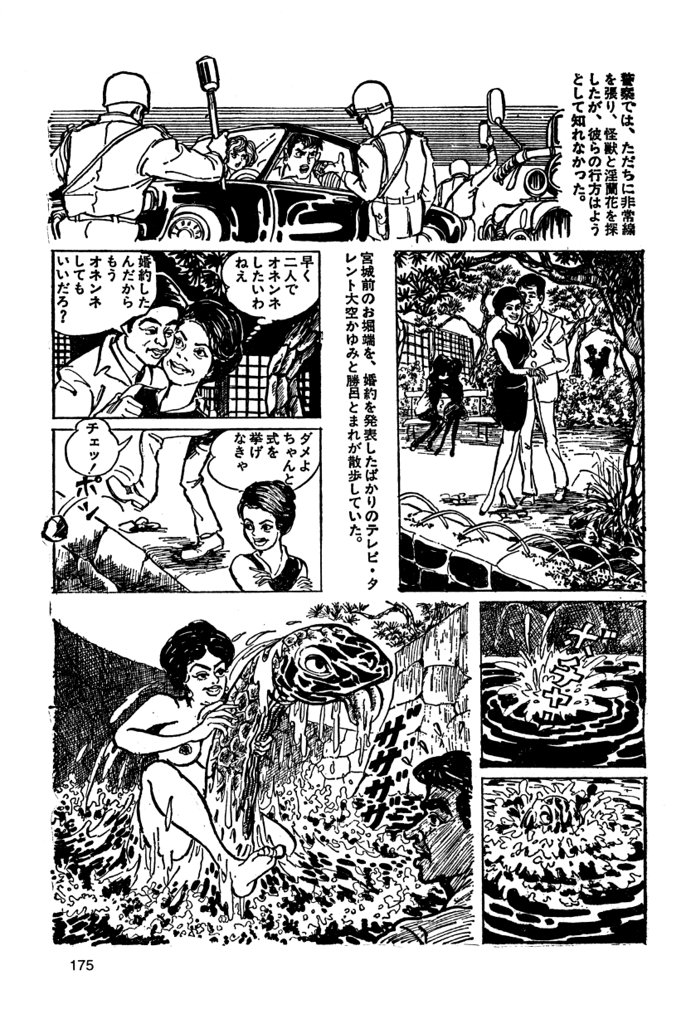 警察では、ただちに非常線
を張り、怪獣と淫蘭花を探
したが、彼らの行方はよう
として知れなかった。
宮城前のお堀端を、婚約を発表したばかりのテレビ・タ
レント大空かゆみと勝呂とまれが散歩していた。
早く
二人で
オネンネ
したいわ
ねえ
婚約した
んだから
もう
オネンネ
しても
いいだろ?
ダメよ
ちゃんと
式を
挙げ
なきゃ
チェッ!
ポッ
ボチャ
ザザザザザ
175